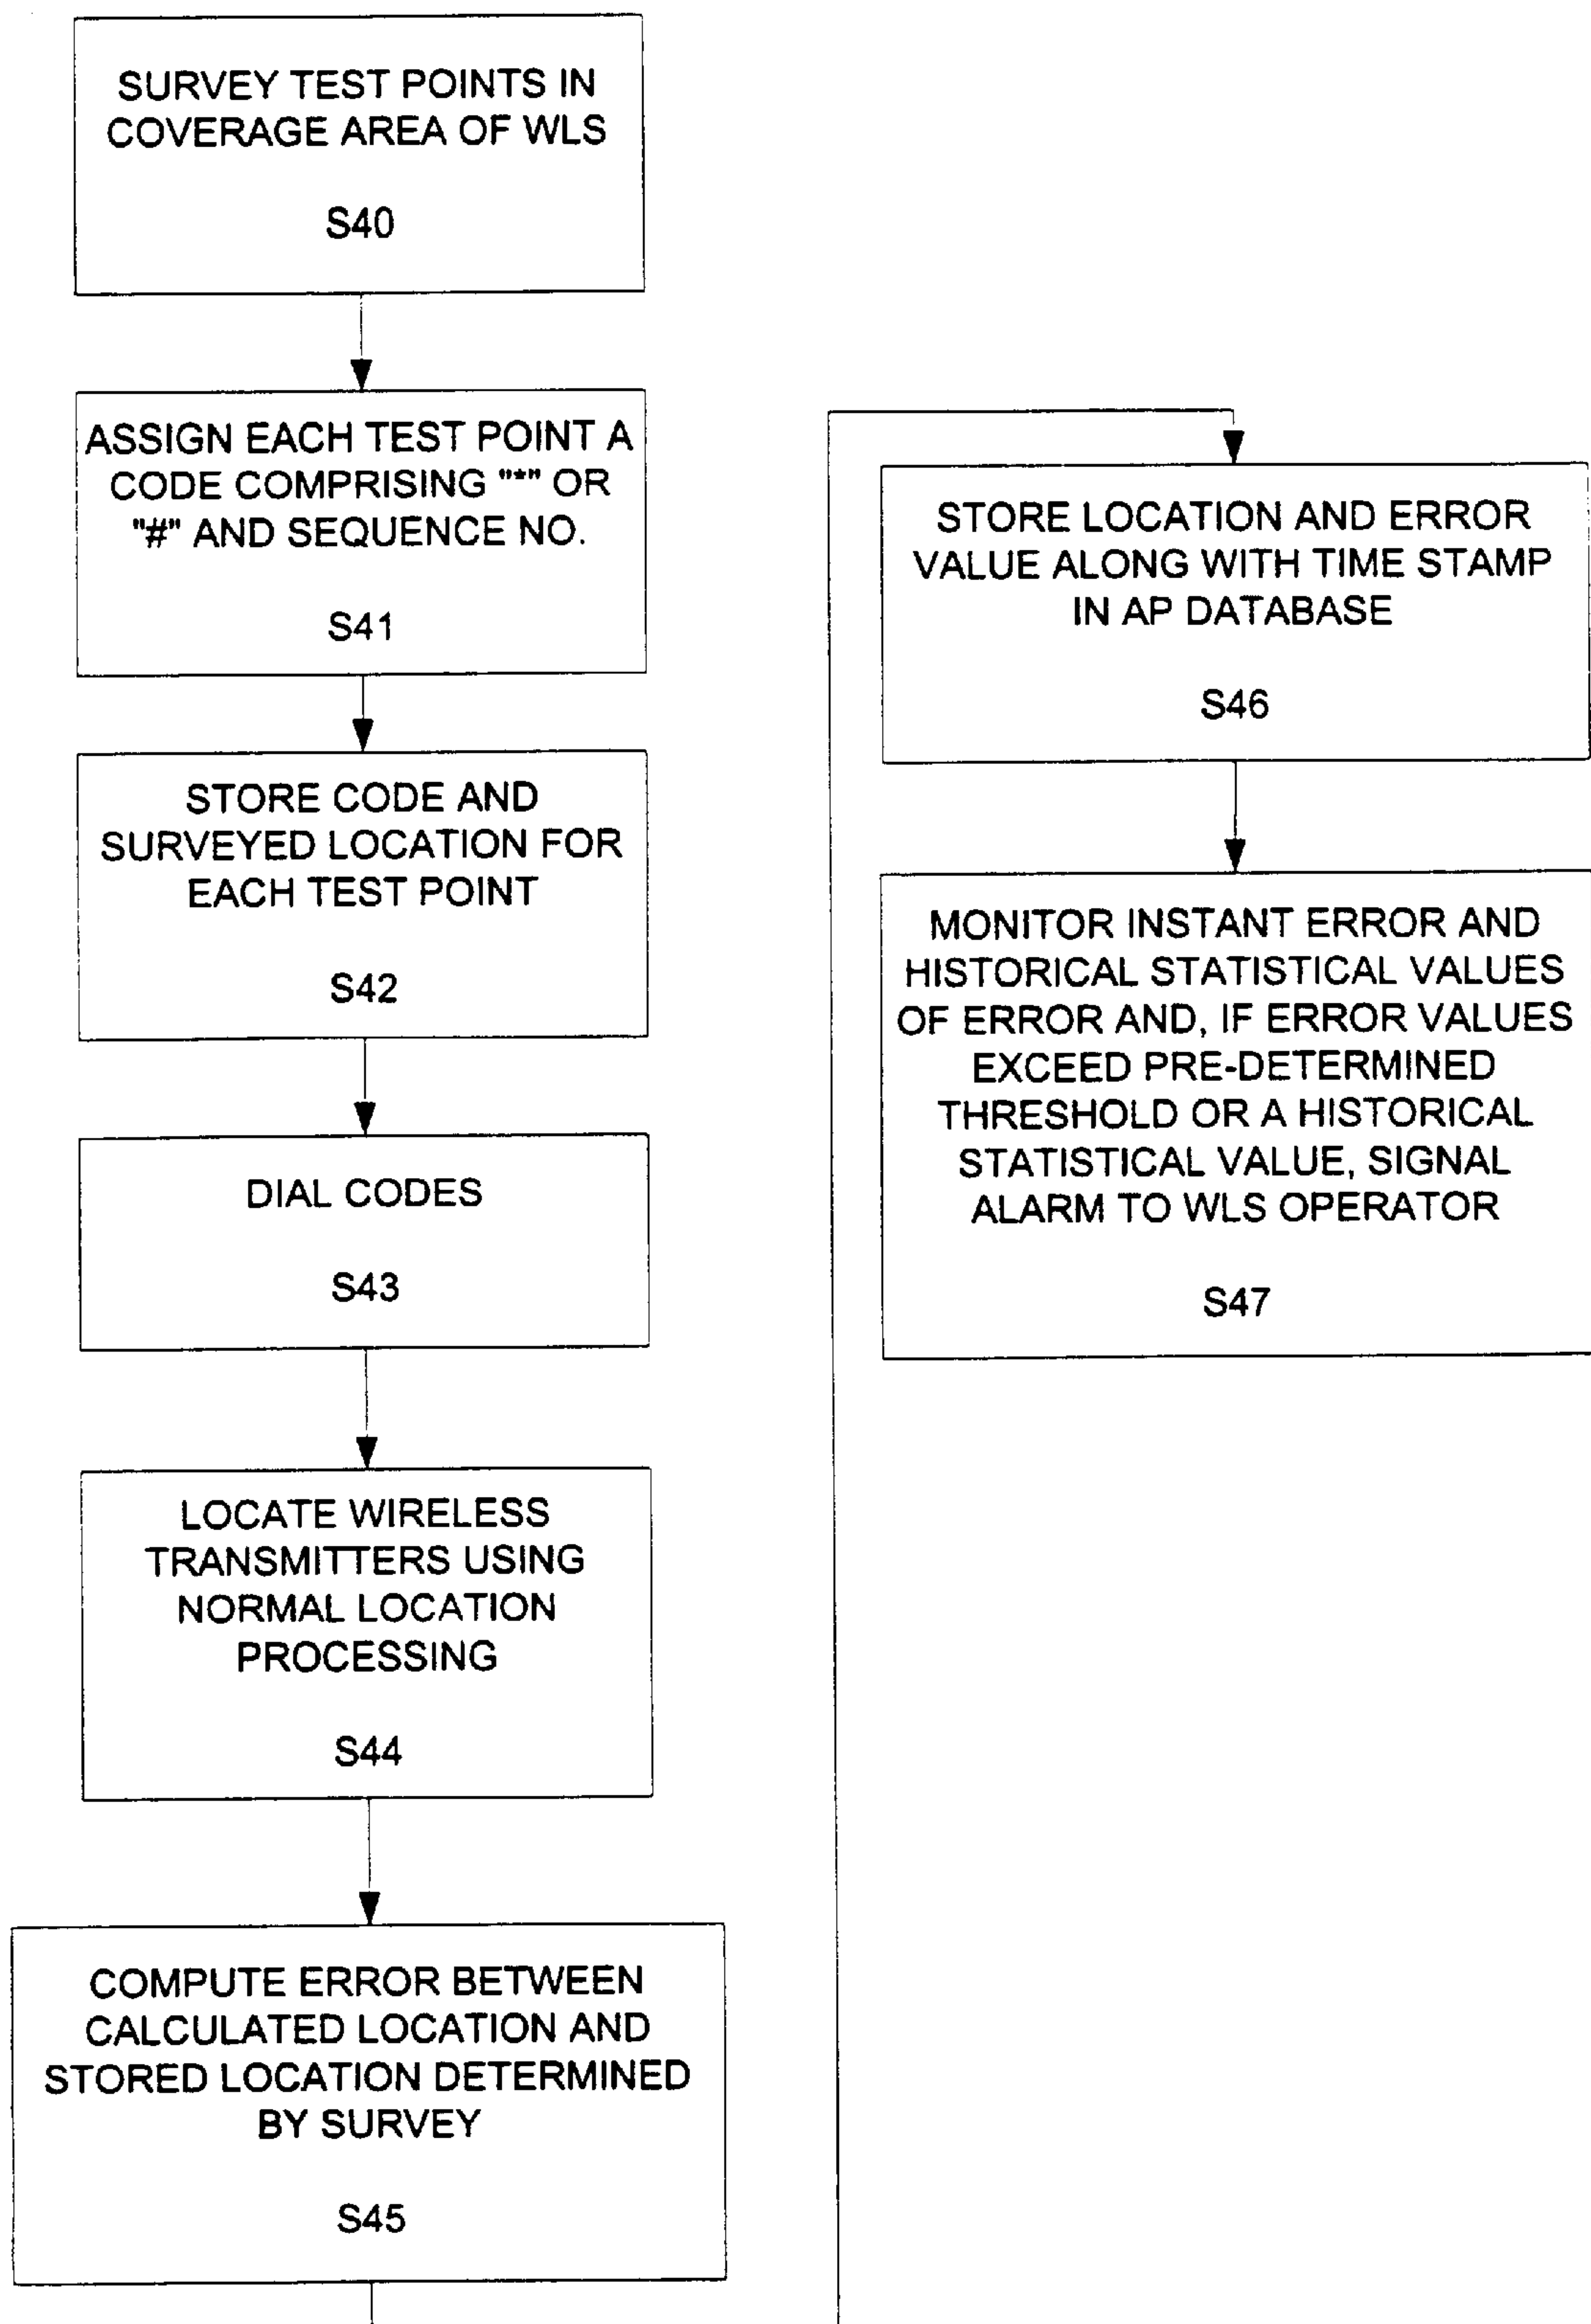 SURVEY TEST POINTS IN
COVERAGE AREA OF WLS
S40
ASSIGN EACH TEST POINT A
CODE COMPRISING "*" OR
"#" AND SEQUENCE NO.
S41
STORE CODE AND
SURVEYED LOCATION FOR
EACH TEST POINT
S42
DIAL CODES
S43
LOCATE WIRELESS
TRANSMITTERS USING
NORMAL LOCATION
PROCESSING
S44
COMPUTE ERROR BETWEEN
CALCULATED LOCATION AND
STORED LOCATION DETERMINED
BY SURVEY
S45
STORE LOCATION AND ERROR
VALUE ALONG WITH TIME STAMP
IN AP DATABASE
S46
MONITOR INSTANT ERROR AND
HISTORICAL STATISTICAL VALUES
OF ERROR AND, IF ERROR VALUES
EXCEED PRE-DETERMINED
THRESHOLD OR A HISTORICAL
STATISTICAL VALUE, SIGNAL
ALARM TO WLS OPERATOR
S47